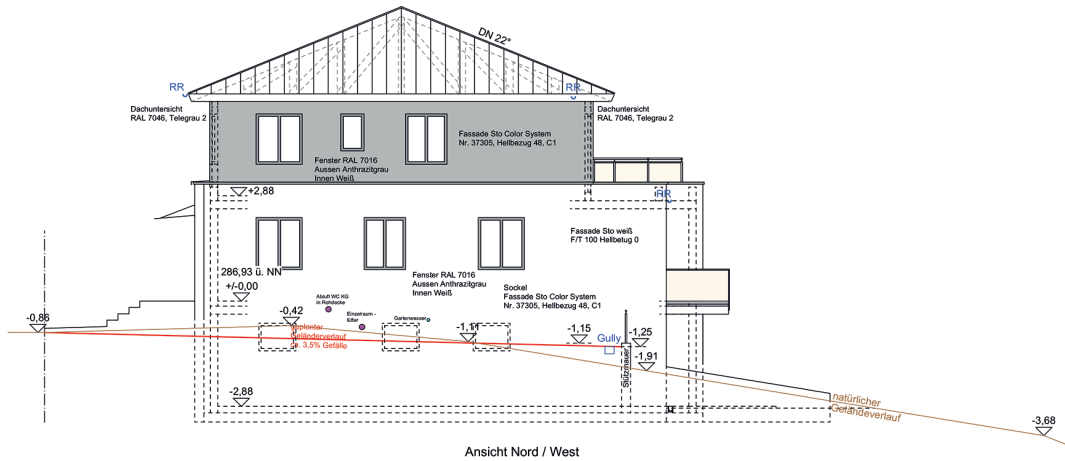 DN 22°
RR
RR
Dachuntersicht
RAL 7046, Telegrau 2
Dachuntersicht
RAL 7046, Telegrau 2
Fassade Sto Color System
Nr. 37305, Hellbezug 48, C1
Fenster RAL 7016
Aussen Anthrazitgrau
Innen Weiß
+2,88
RR
Fassade Sto weiß
F/T 100 Hellbetug 0
286,93 ü. NN
+/-0,00
Fenster RAL 7016
Aussen Anthrazitgrau
Innen Weiß
Sockel
Fassade Sto Color System
Nr. 37305, Hellbezug 48, C1
Abluft WC KG
in Rohdecke
Einzelraum -
lüfter
Gartenwasser
-0,86
-0,42
geplanter
Geländerverlauf
ca. 3,5% Gefälle
-1,11
-1,15
Gully
-1,25
-1,91
Stützmauer
-2,88
natürlicher
Geländeverlauf
-3,68
Ansicht Nord / West